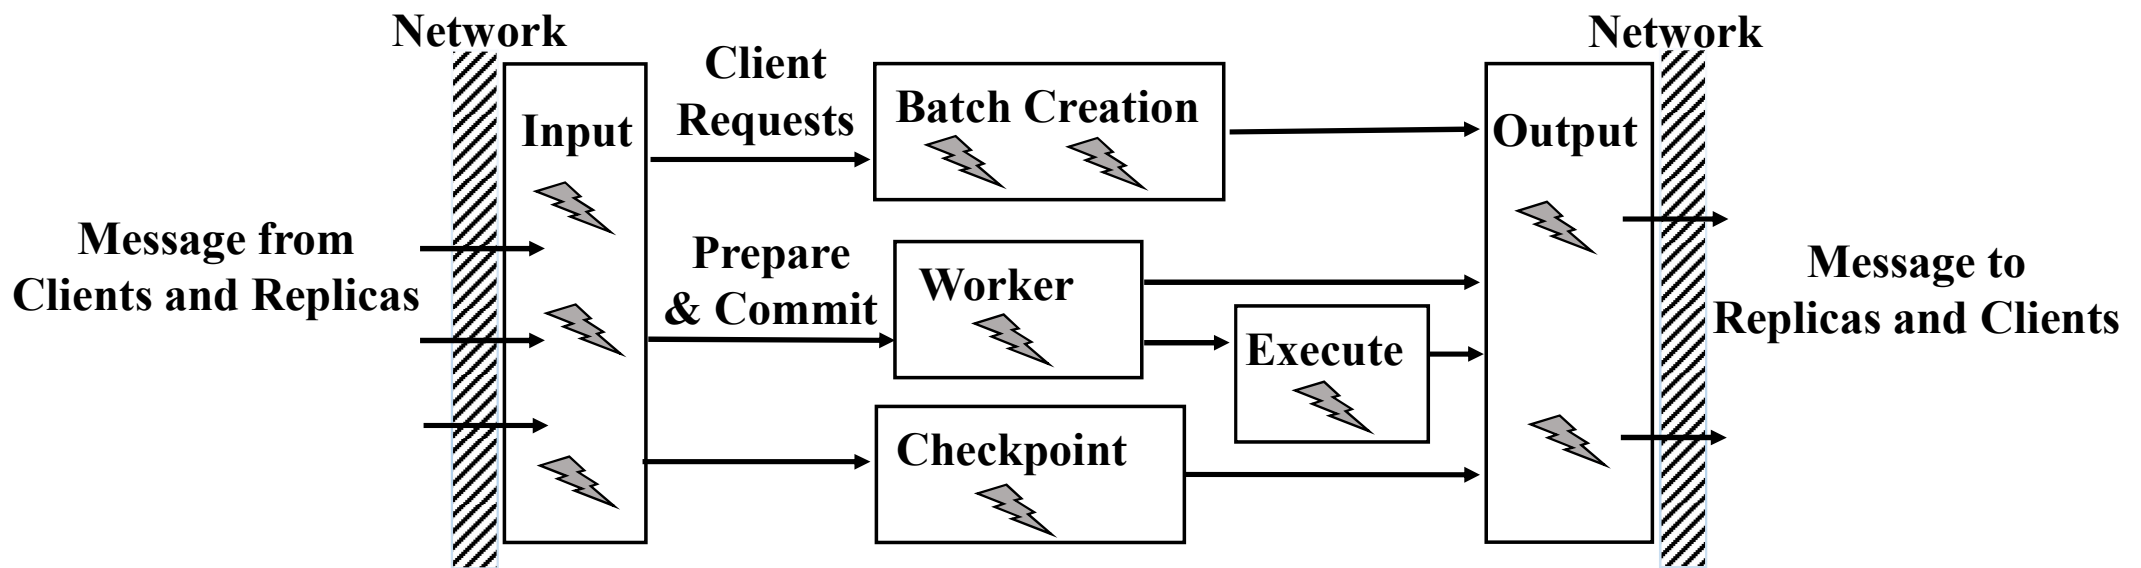 Network
Network
Client
Requests
Batch Creation
Input
Output
Message from
Clients and Replicas
Prepare
& Commit
Worker
Execute
Message to
Replicas and Clients
Checkpoint